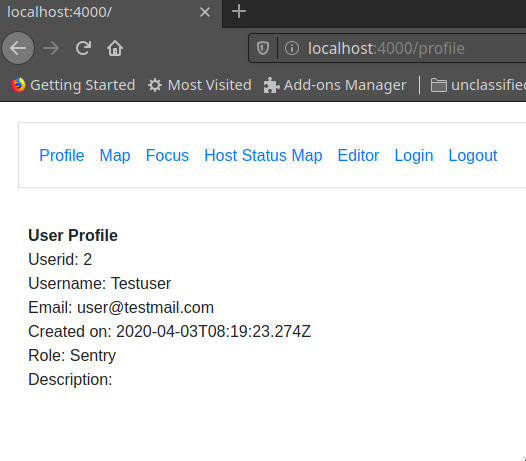 localhost:4000/
localhost:4000/profile
Getting Started Most Visited Add-ons Manager unclassified
Profile Map Focus Host Status Map Editor Login Logout
User Profile
Userid: 2
Username: Testuser
Email: user@testmail.com
Created on: 2020-04-03T08:19:23.274Z
Role: Sentry
Description: